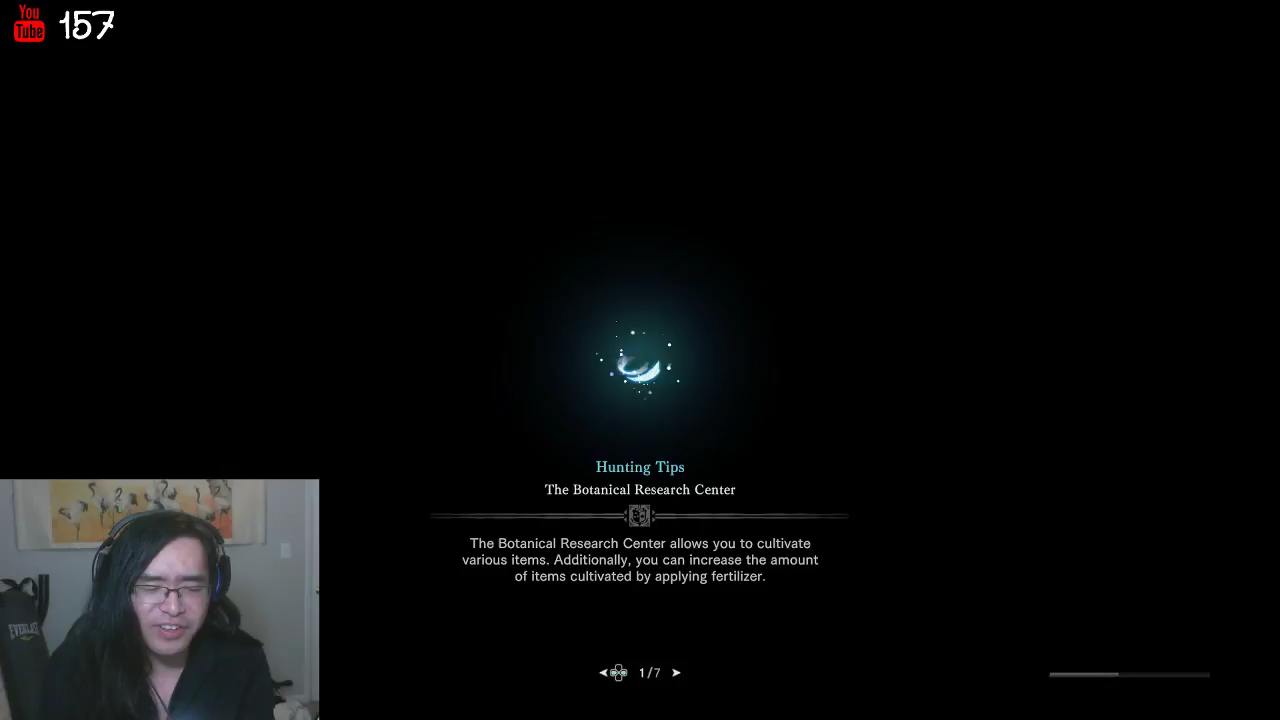 You
Tube
157
Hunting Tips
The Botanical Research Center
The Botanical Research Center allows you to cultivate
various items. Additionally, you can increase the amount
of items cultivated by applying fertilizer.
1/7
EVERLAST